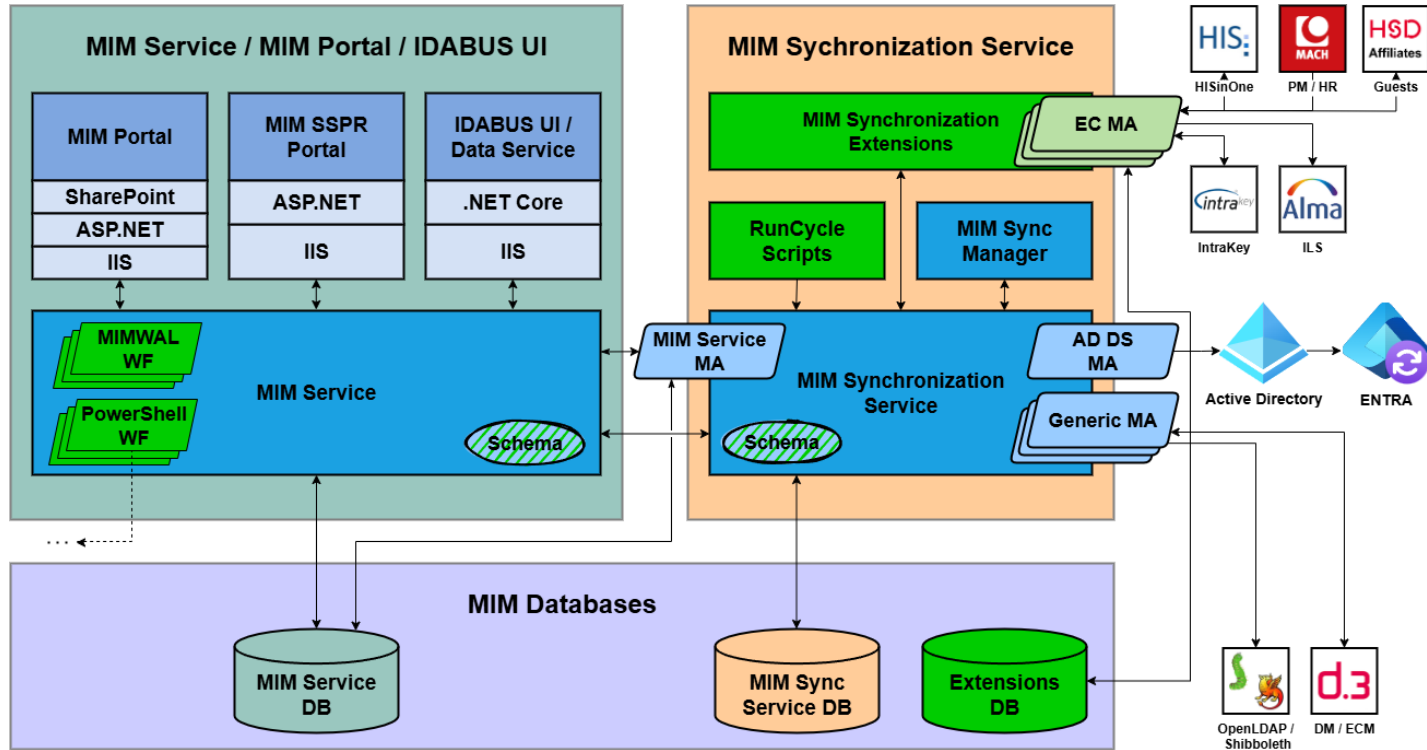 MIM Service / MIM Portal / IDABUS UI
MIM Portal
SharePoint
ASP.NET
IIS
MIM SSPR
Portal
ASP.NET
IIS
IDABUS UI /
Data Service
.NET Core
IIS
MIMWAL
WF
PowerShell
WF
MIM Service
Schema
...
MIM Sychronization Service
MIM Synchronization
Extensions
EC MA
RunCycle
Scripts
MIM Sync
Manager
MIM Service
MA
MIM Synchronization
Service
Schema
AD DS
MA
Generic MA
HIS:
HISinOne
MACH
PM / HR
HSD
Affiliates
Guests
intrakey
IntraKey
Alma
ILS
Active Directory
ENTRA
MIM Databases
MIM Service
DB
MIM Sync
Service DB
Extensions
DB
OpenLDAP /
Shibboleth
d.3
DM / ECM